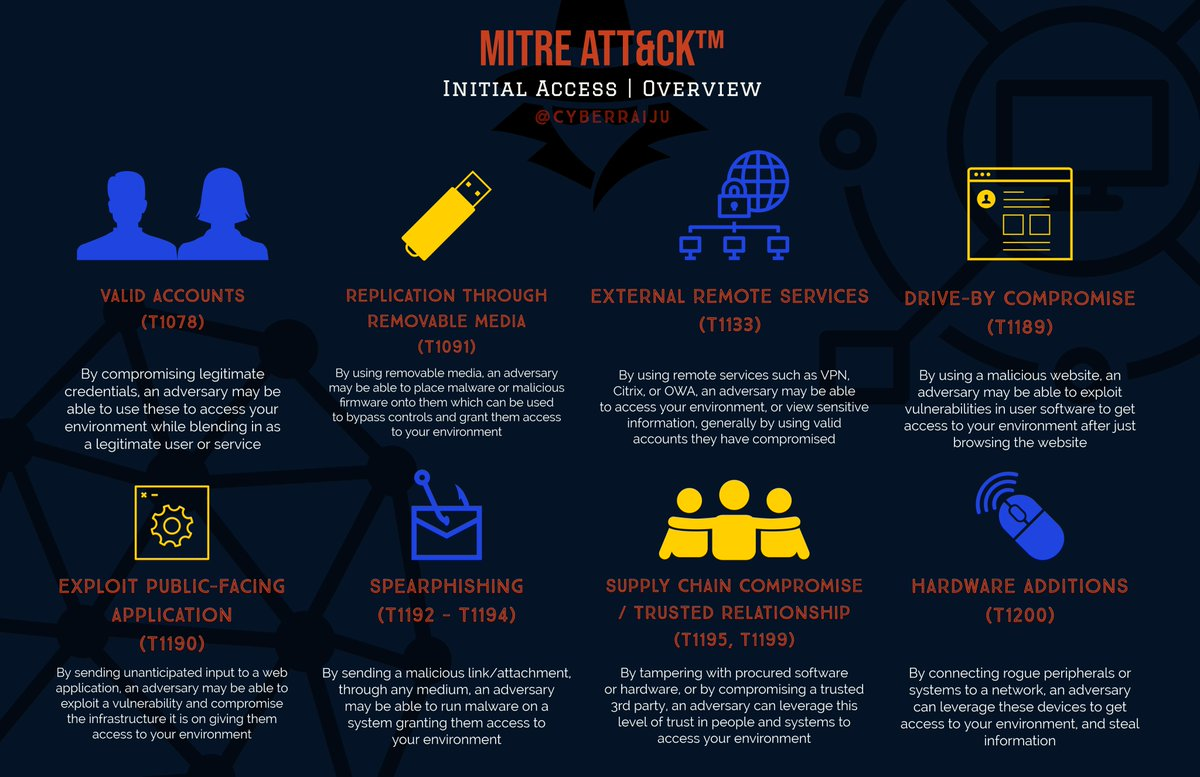 MITRE ATT&CK™
INITIAL ACCESS | OVERVIEW
@CYBERRAIJU
VALID ACCOUNTS
(T1078)
By compromising legitimate
credentials, an adversary may be
able to use these to access your
environment while blending in as
a legitimate user or service
REPLICATION THROUGH
REMOVABLE MEDIA
(T1091)
By using removable media, an adversary
may be able to place malware or malicious
firmware onto them which can be used
to bypass controls and grant them access
to your environment
EXTERNAL REMOTE SERVICES
(T1133)
By using remote services such as VPN,
Citrix, or OWA, an adversary may be able
to access your environment, or view sensitive
information, generally by using valid
accounts they have compromised
DRIVE-BY COMPROMISE
(T1189)
By using a malicious website, an
adversary may be able to exploit
vulnerabilities in user software to get
access to your environment after just
browsing the website
EXPLOIT PUBLIC-FACING
APPLICATION
(T1190)
By sending unanticipated input to a web
application, an adversary may be able to
exploit a vulnerability and compromise
the infrastructure it is on giving them
access to your environment
SPEARPHISHING
(T1192 - T1194)
By sending a malicious link/attachment,
through any medium, an adversary
may be able to run malware on a
system granting them access to
your environment
SUPPLY CHAIN COMPROMISE
/ TRUSTED RELATIONSHIP
(T1195, T1199)
By tampering with procured software
or hardware, or by compromising a trusted
3rd party, an adversary can leverage this
level of trust in people and systems to
access your environment
HARDWARE ADDITIONS
(T1200)
By connecting rogue peripherals or
systems to a network, an adversary
can leverage these devices to get
access to your environment, and steal
information